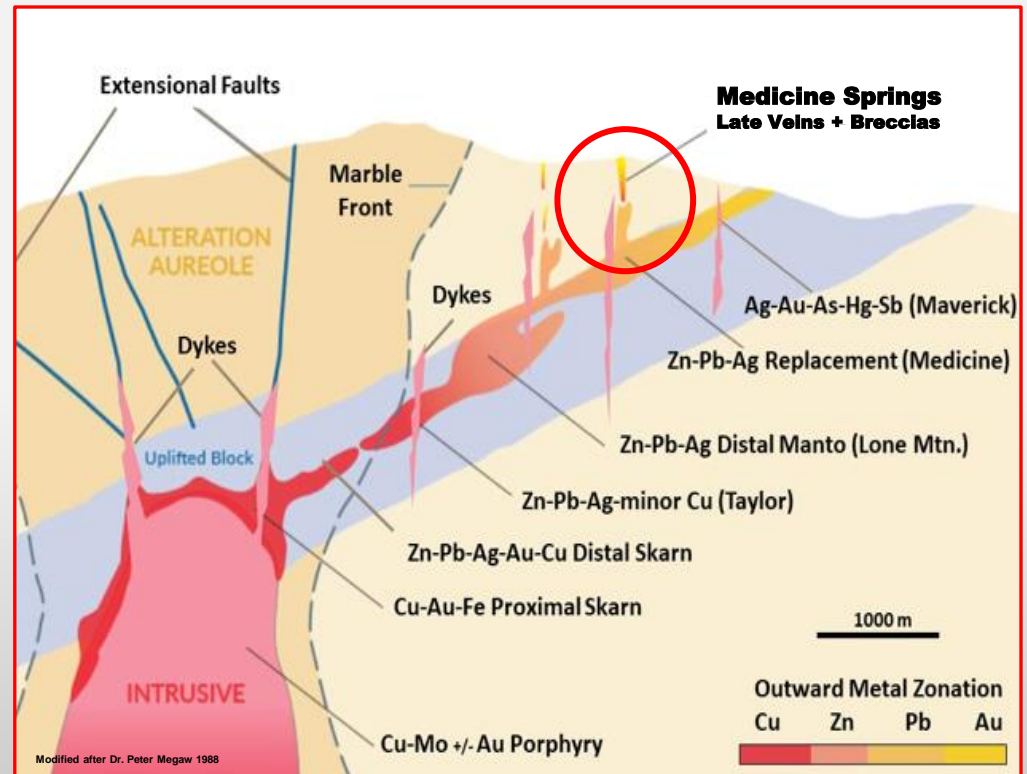 Extensional Faults
Medicine Springs
Late Veins + Breccias
Marble
Front
ALTERATION
AUREOLE
Dykes
Ag-Au-As-Hg-Sb (Maverick)
Dykes
Zn-Pb-Ag Replacement (Medicine)
Uplifted Block
Zn-Pb-Ag Distal Manto (Lone Mtn.)
Zn-Pb-Ag-minor Cu (Taylor)
Zn-Pb-Ag-Au-Cu Distal Skarn
Cu-Au-Fe Proximal Skarn
1000 m
INTRUSIVE
Outward Metal Zonation
Cu Zn Pb Au
Cu-Mo +/- Au Porphyry
Modified after Dr. Peter Megaw 1988